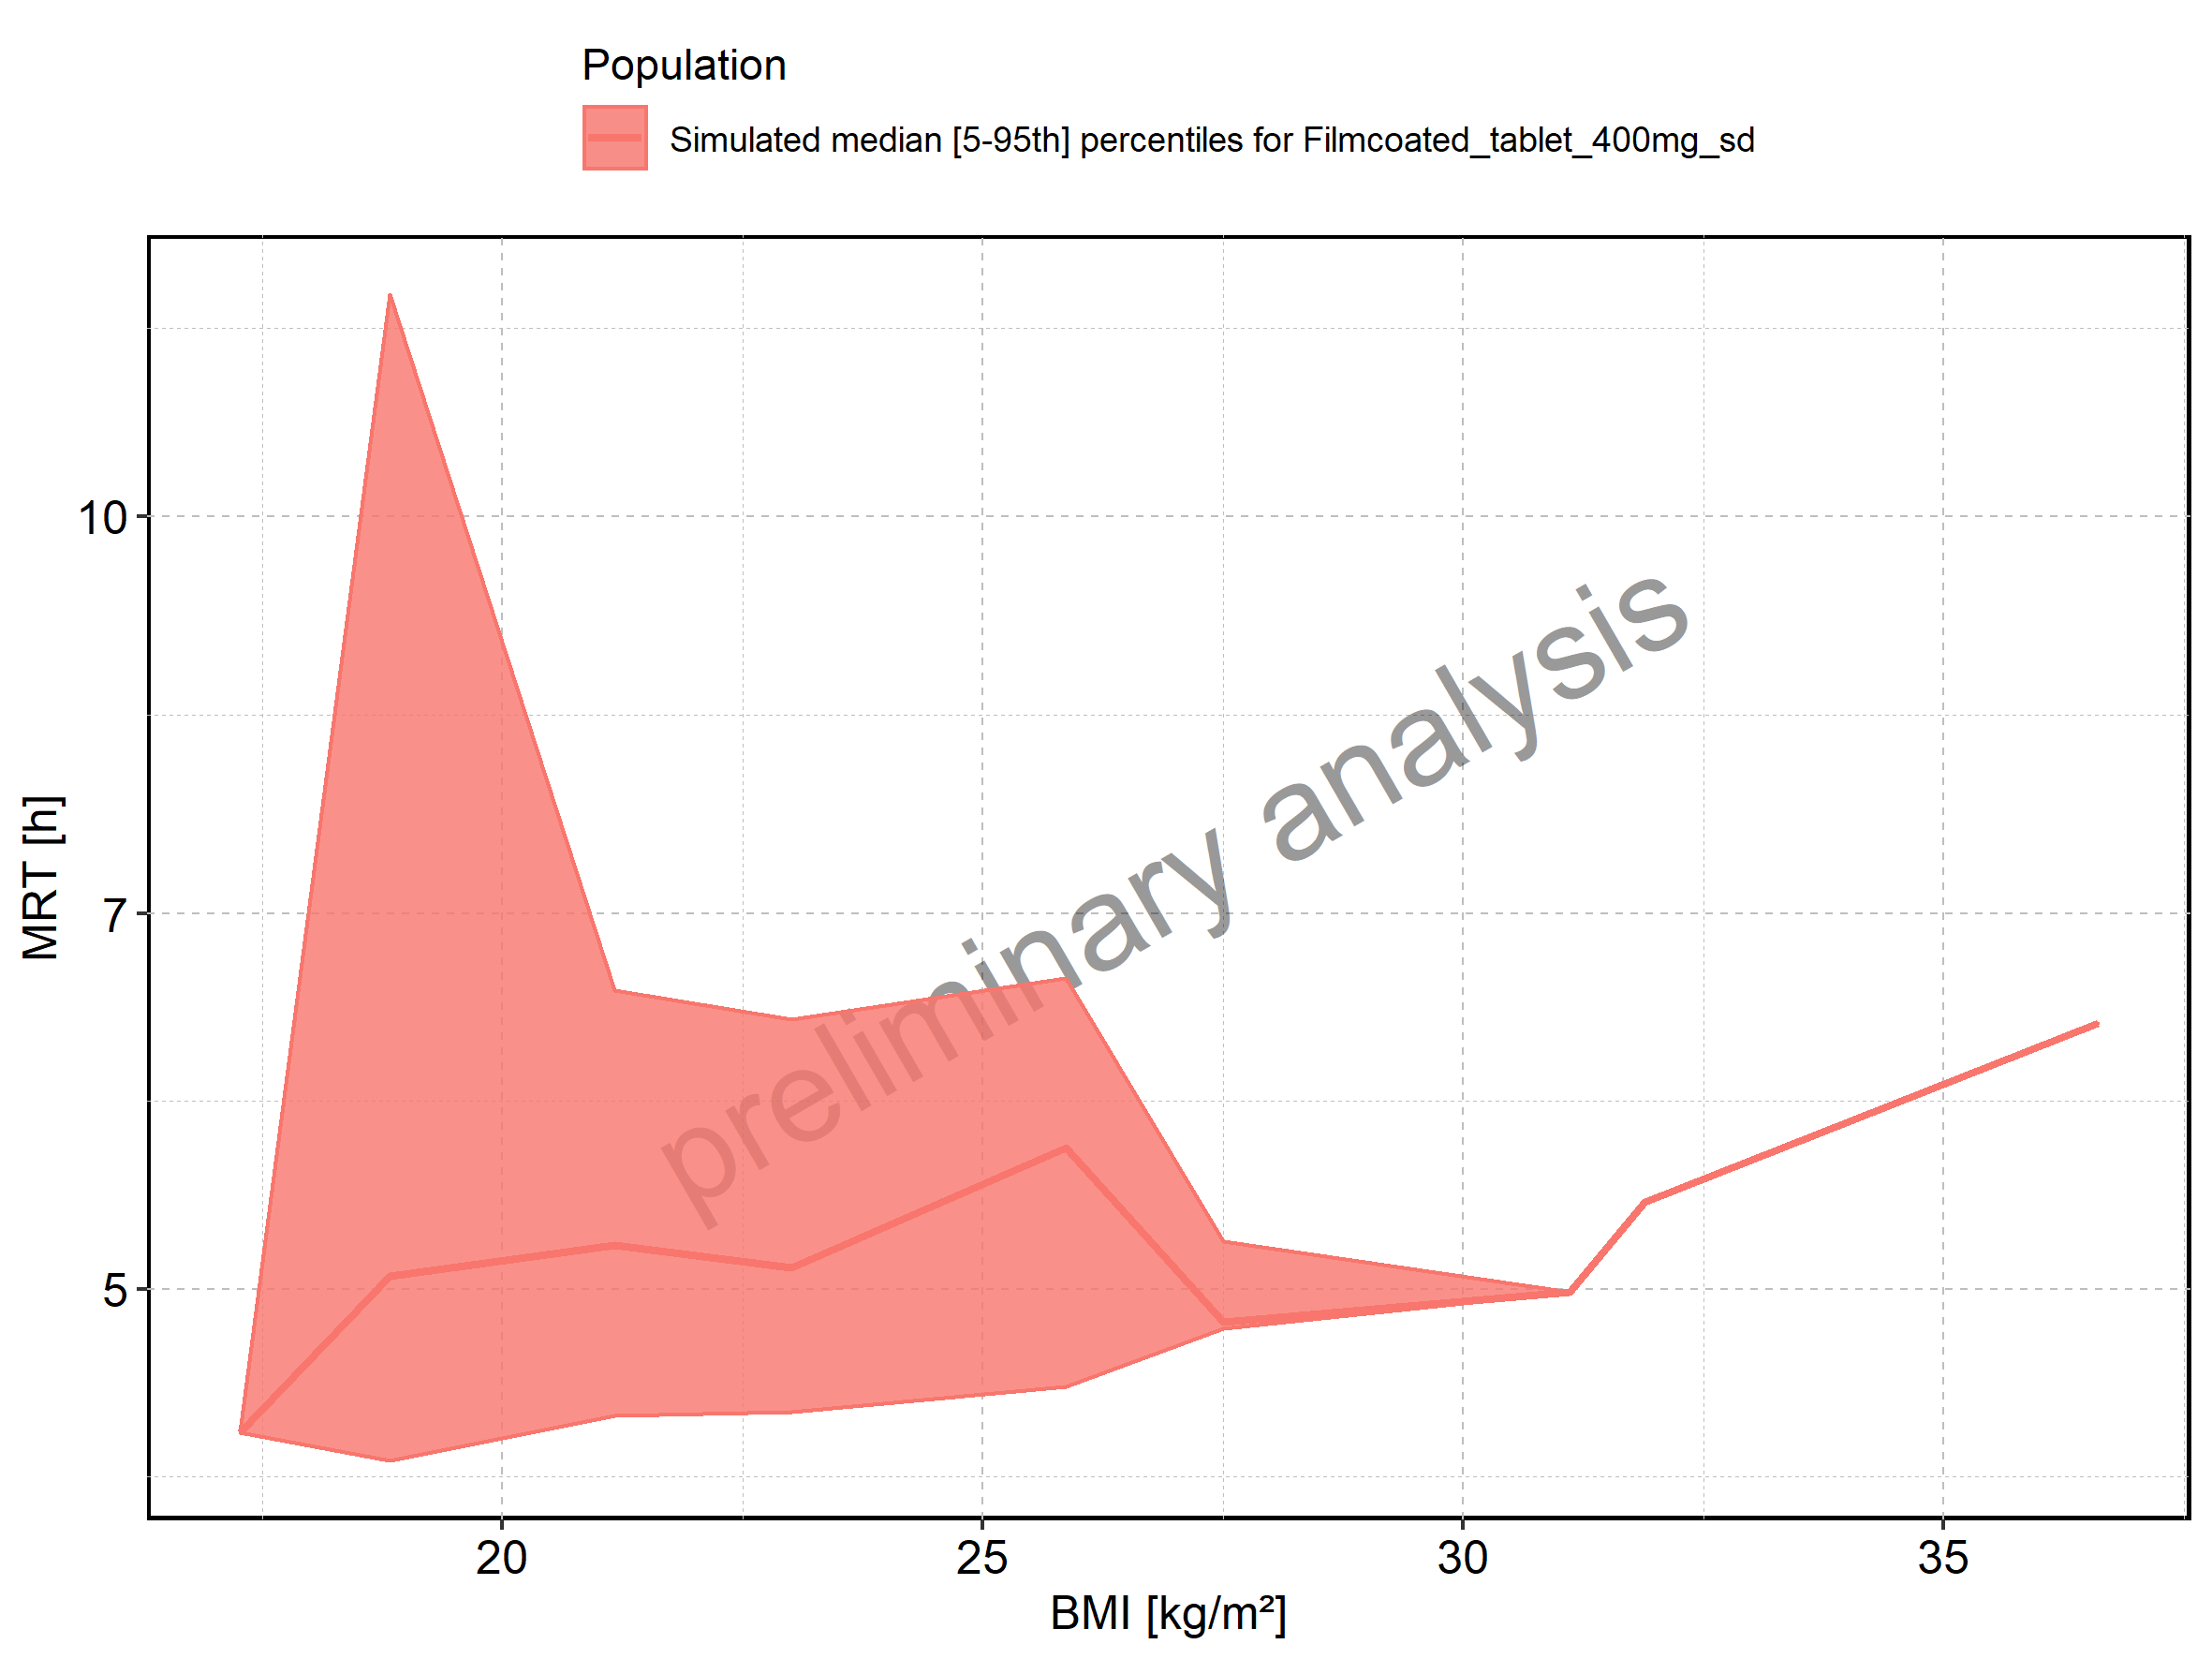 Population
Simulated median [5-95th] percentiles for Filmcoated_tablet_400mg_sd
10
7
5
MRT [h]
preliminary analysis
20 25 30 35
BMI [kg/m²]